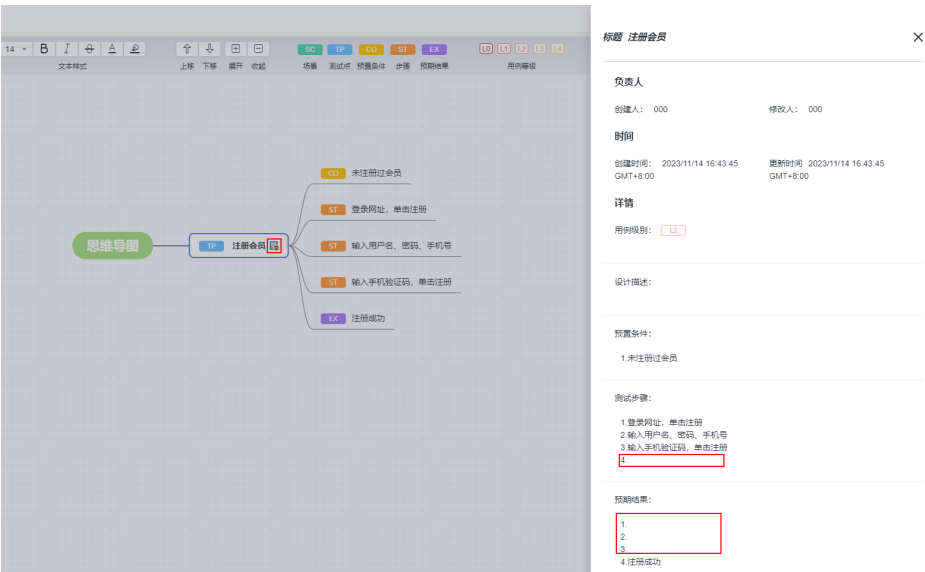 标题 注册会员
14 B I A
SC TP CO ST EX L0 L1 L2 L3 L4
文本样式 上移 下移 展开 收起 场景 测试点 预置条件 步骤 预期结果 用例等级
负责人
创建人： 000 修改人： 000
时间
创建时间： 2023/11/14 16:43:45 更新时间 2023/11/14 16:43:45
GMT+8:00 GMT+8:00
详情
用例级别： L2
CO 未注册过会员
ST 登录网址，单击注册
思维导图 TP 注册会员 ST 输入用户名、密码、手机号
ST 输入手机验证码，单击注册
EX 注册成功
设计描述：
预置条件：
1.未注册过会员
测试步骤：
1.登录网址，单击注册
2.输入用户名、密码、手机号
3.输入手机验证码，单击注册
4.
预期结果：
1.
2.
3.
4.注册成功